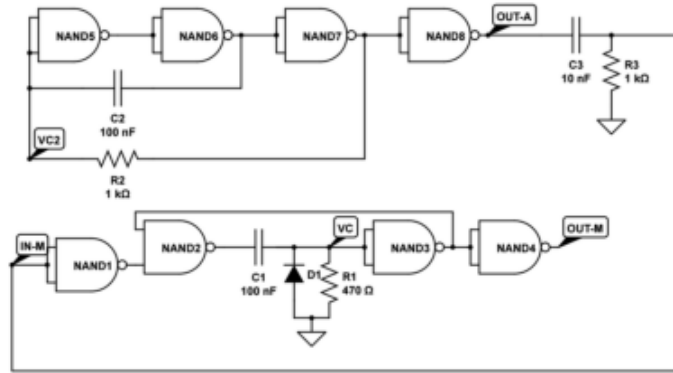 OUT-A
NAND5
NAND6
NAND7
NAND8
C3
10 nF
R3
1 kΩ
C2
100 nF
VC2
R2
1 kΩ
IN-M
NAND1
NAND2
C1
100 nF
VC
D1
R1
470 Ω
NAND3
NAND4
OUT-M